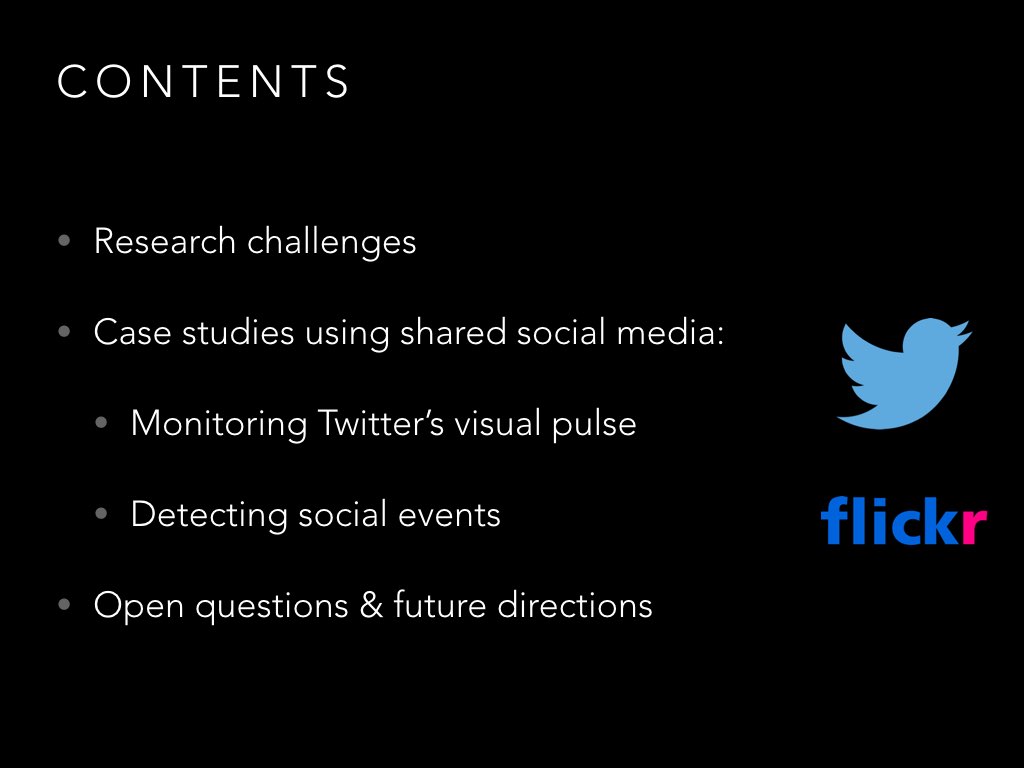 CONTENTS
• Research challenges
• Case studies using shared social media:
• Monitoring Twitter’s visual pulse
• Detecting social events
flickr
• Open questions & future directions